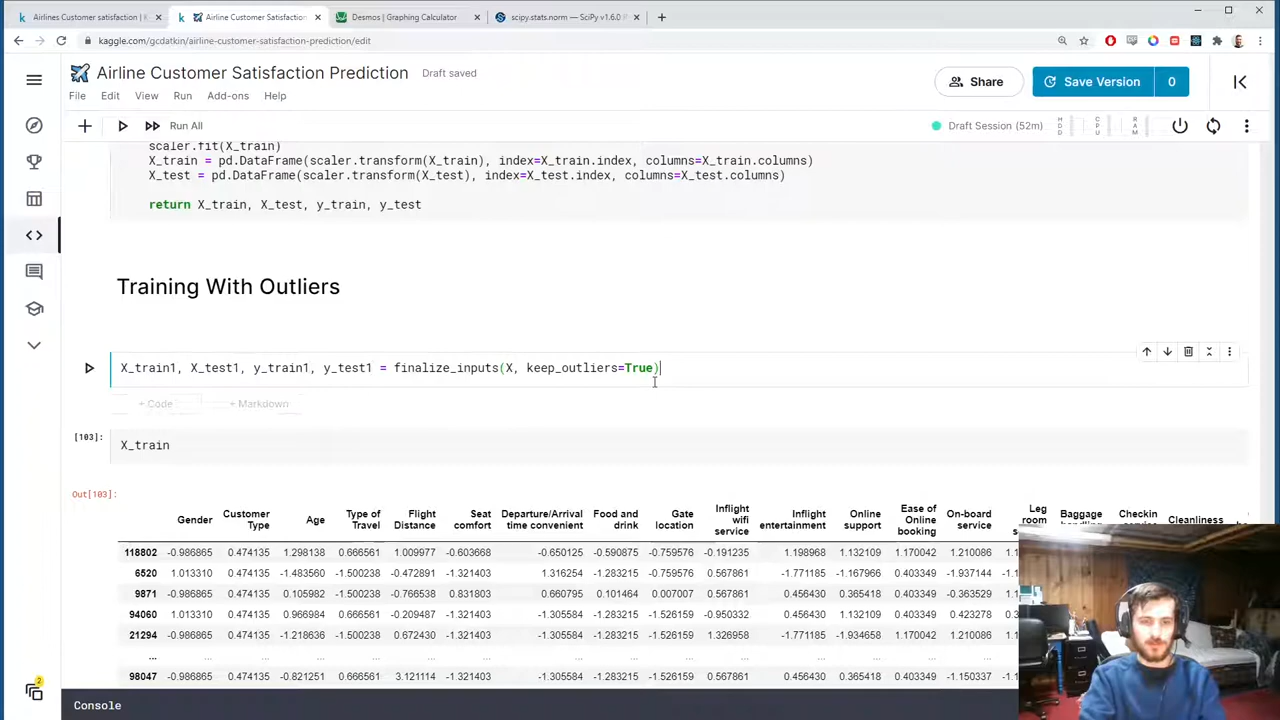 Airlines Customer satisfaction |
Airline Customer Satisfaction
Desmos | Graphing Calculator
scipy.stats.norm — SciPy v1.6.0
kaggle.com/gcdatkin/airline-customer-satisfaction-prediction/edit
Airline Customer Satisfaction Prediction
Draft saved
Share
Save Version
0
File
Edit
View
Run
Add-ons
Help
Run All
Draft Session (52m)
HDD
CPU
RAM
scaler.fit(X_train)
X_train = pd.DataFrame(scaler.transform(X_train), index=X_train.index, columns=X_train.columns)
X_test = pd.DataFrame(scaler.transform(X_test), index=X_test.index, columns=X_test.columns)
return X_train, X_test, y_train, y_test
Training With Outliers
X_train1, X_test1, y_train1, y_test1 = finalize_inputs(X, keep_outliers=True)
+ Code
+ Markdown
[103]:
X_train
Out[103]:
Gender Customer Type Age Type of Travel Flight Distance Seat comfort Departure/Arrival time convenient Food and drink Gate location Inflight wifi service Inflight entertainment Online support Ease of Online booking On-board service Leg room Baggage Checkin Cleanliness
118802 -0.986865 0.474135 1.298138 0.666561 1.009977 -0.603668 -0.650125 -0.590875 -0.759576 -0.191235 1.198968 1.132109 1.170042 1.210086
6520 1.013310 0.474135 -1.483560 -1.500238 -0.472891 -1.321403 1.316254 -1.283215 -0.759576 0.567861 -1.771185 -1.167966 0.403349 -1.937144
9871 -0.986865 0.474135 0.105982 -1.500238 -0.766538 0.831803 0.660795 0.101464 0.007007 0.567861 0.456430 0.365418 0.403349 -0.363529
94060 1.013310 0.474135 0.966984 -1.500238 -0.209487 -1.321403 -1.305584 -1.283215 -1.526159 -0.950332 0.456430 1.132109 0.403349 0.423278
21294 -0.986865 0.474135 -1.218636 -1.500238 0.672430 -1.321403 -1.305584 -1.283215 -1.526159 1.326958 -1.771185 -1.934658 1.170042 1.210086
... ... ... ... ... ... ... ... ... ... ... ... ... ... ...
98047 -0.986865 0.474135 -0.821251 0.666561 3.121114 -1.321403 -1.305584 -1.283215 -1.526159 0.567861 0.456430 0.365418 0.403349 -1.150337
2
Console